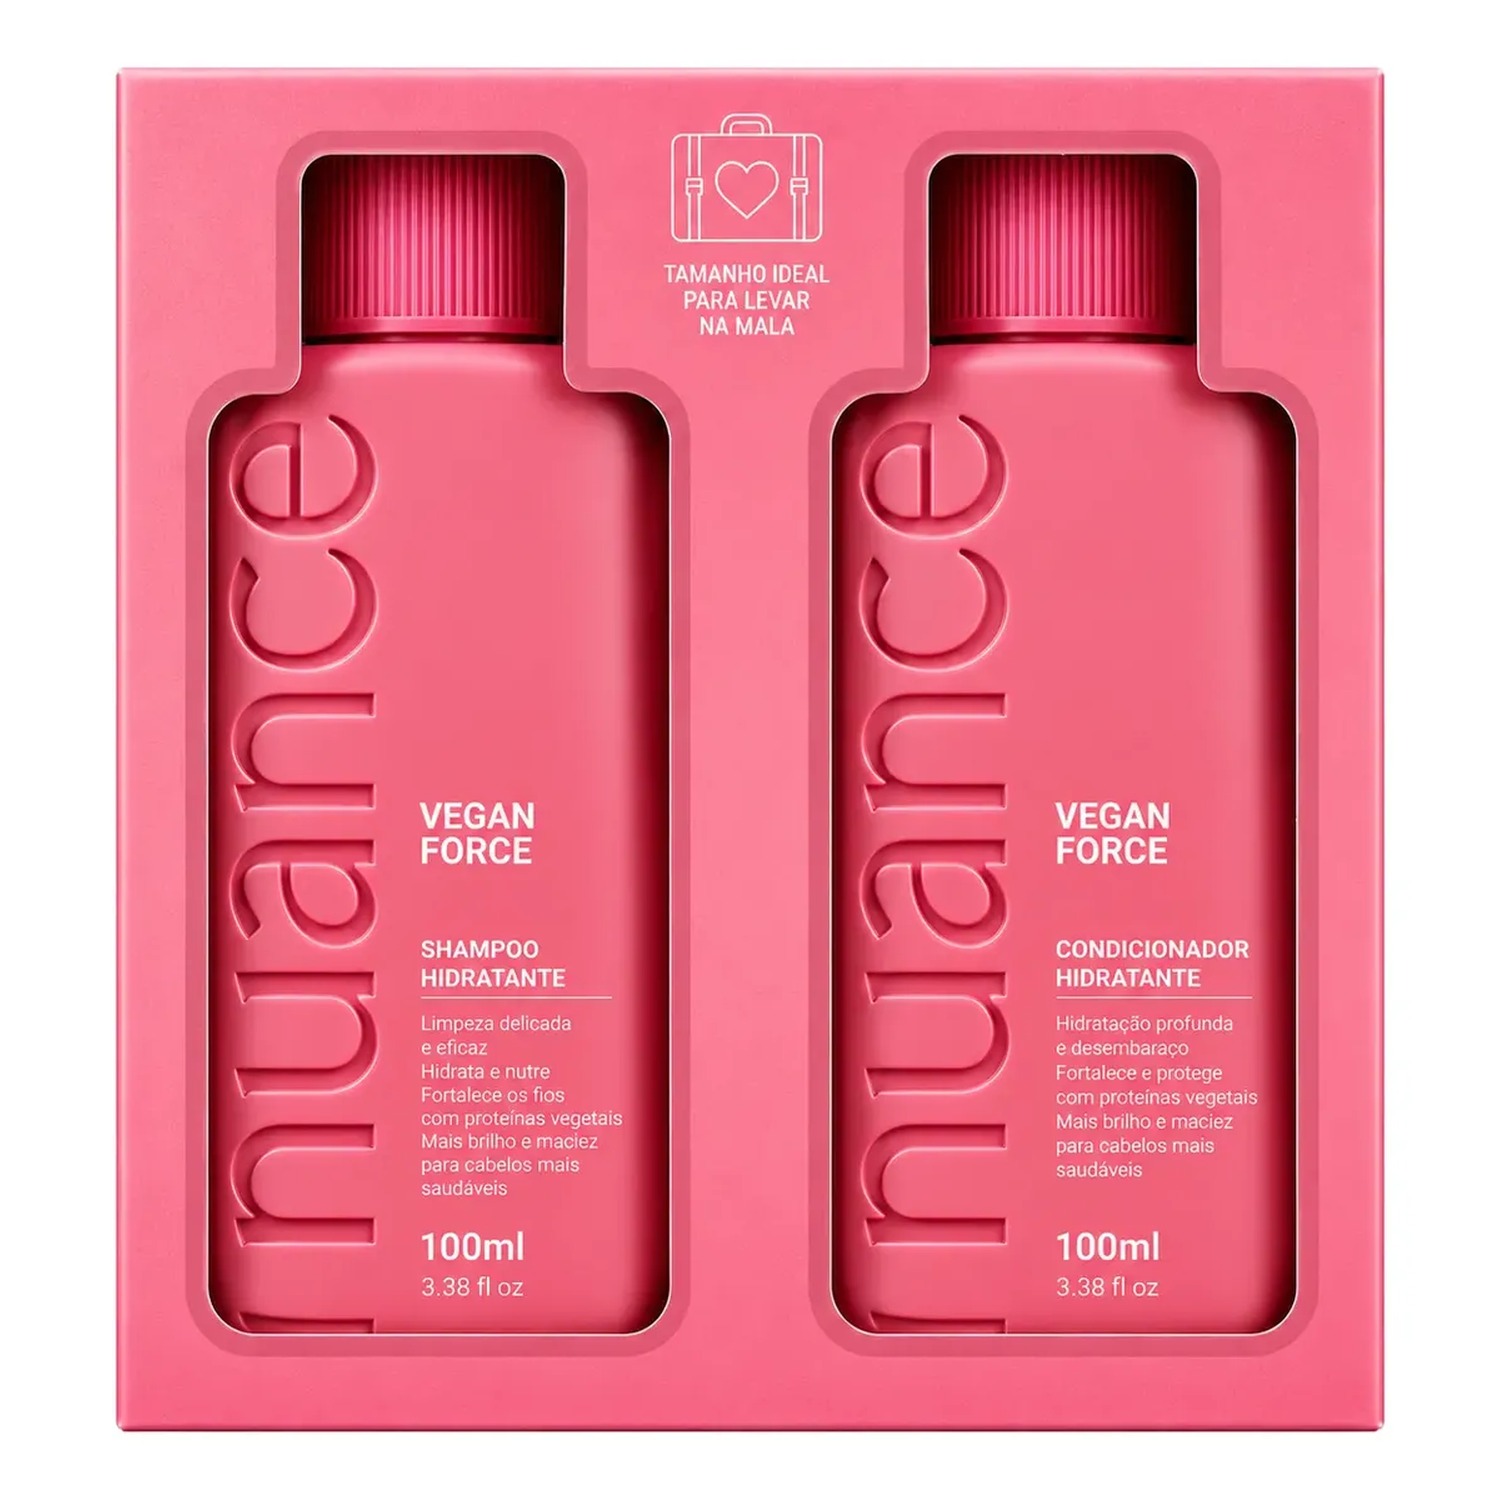 TAMANHO IDEAL
PARA LEVAR
NA MALA
nuance
VEGAN
FORCE
SHAMPOO
HIDRATANTE
Limpeza delicada
e eficaz
Hidrata e nutre
Fortalece os fios
com proteínas vegetais
Mais brilho e maciez
para cabelos mais
saudáveis
100ml
3.38 fl oz
nuance
VEGAN
FORCE
CONDICIONADOR
HIDRATANTE
Hidratação profunda
e desembaraço
Fortalece e protege
com proteínas vegetais
Mais brilho e maciez
para cabelos mais
saudáveis
100ml
3.38 fl oz